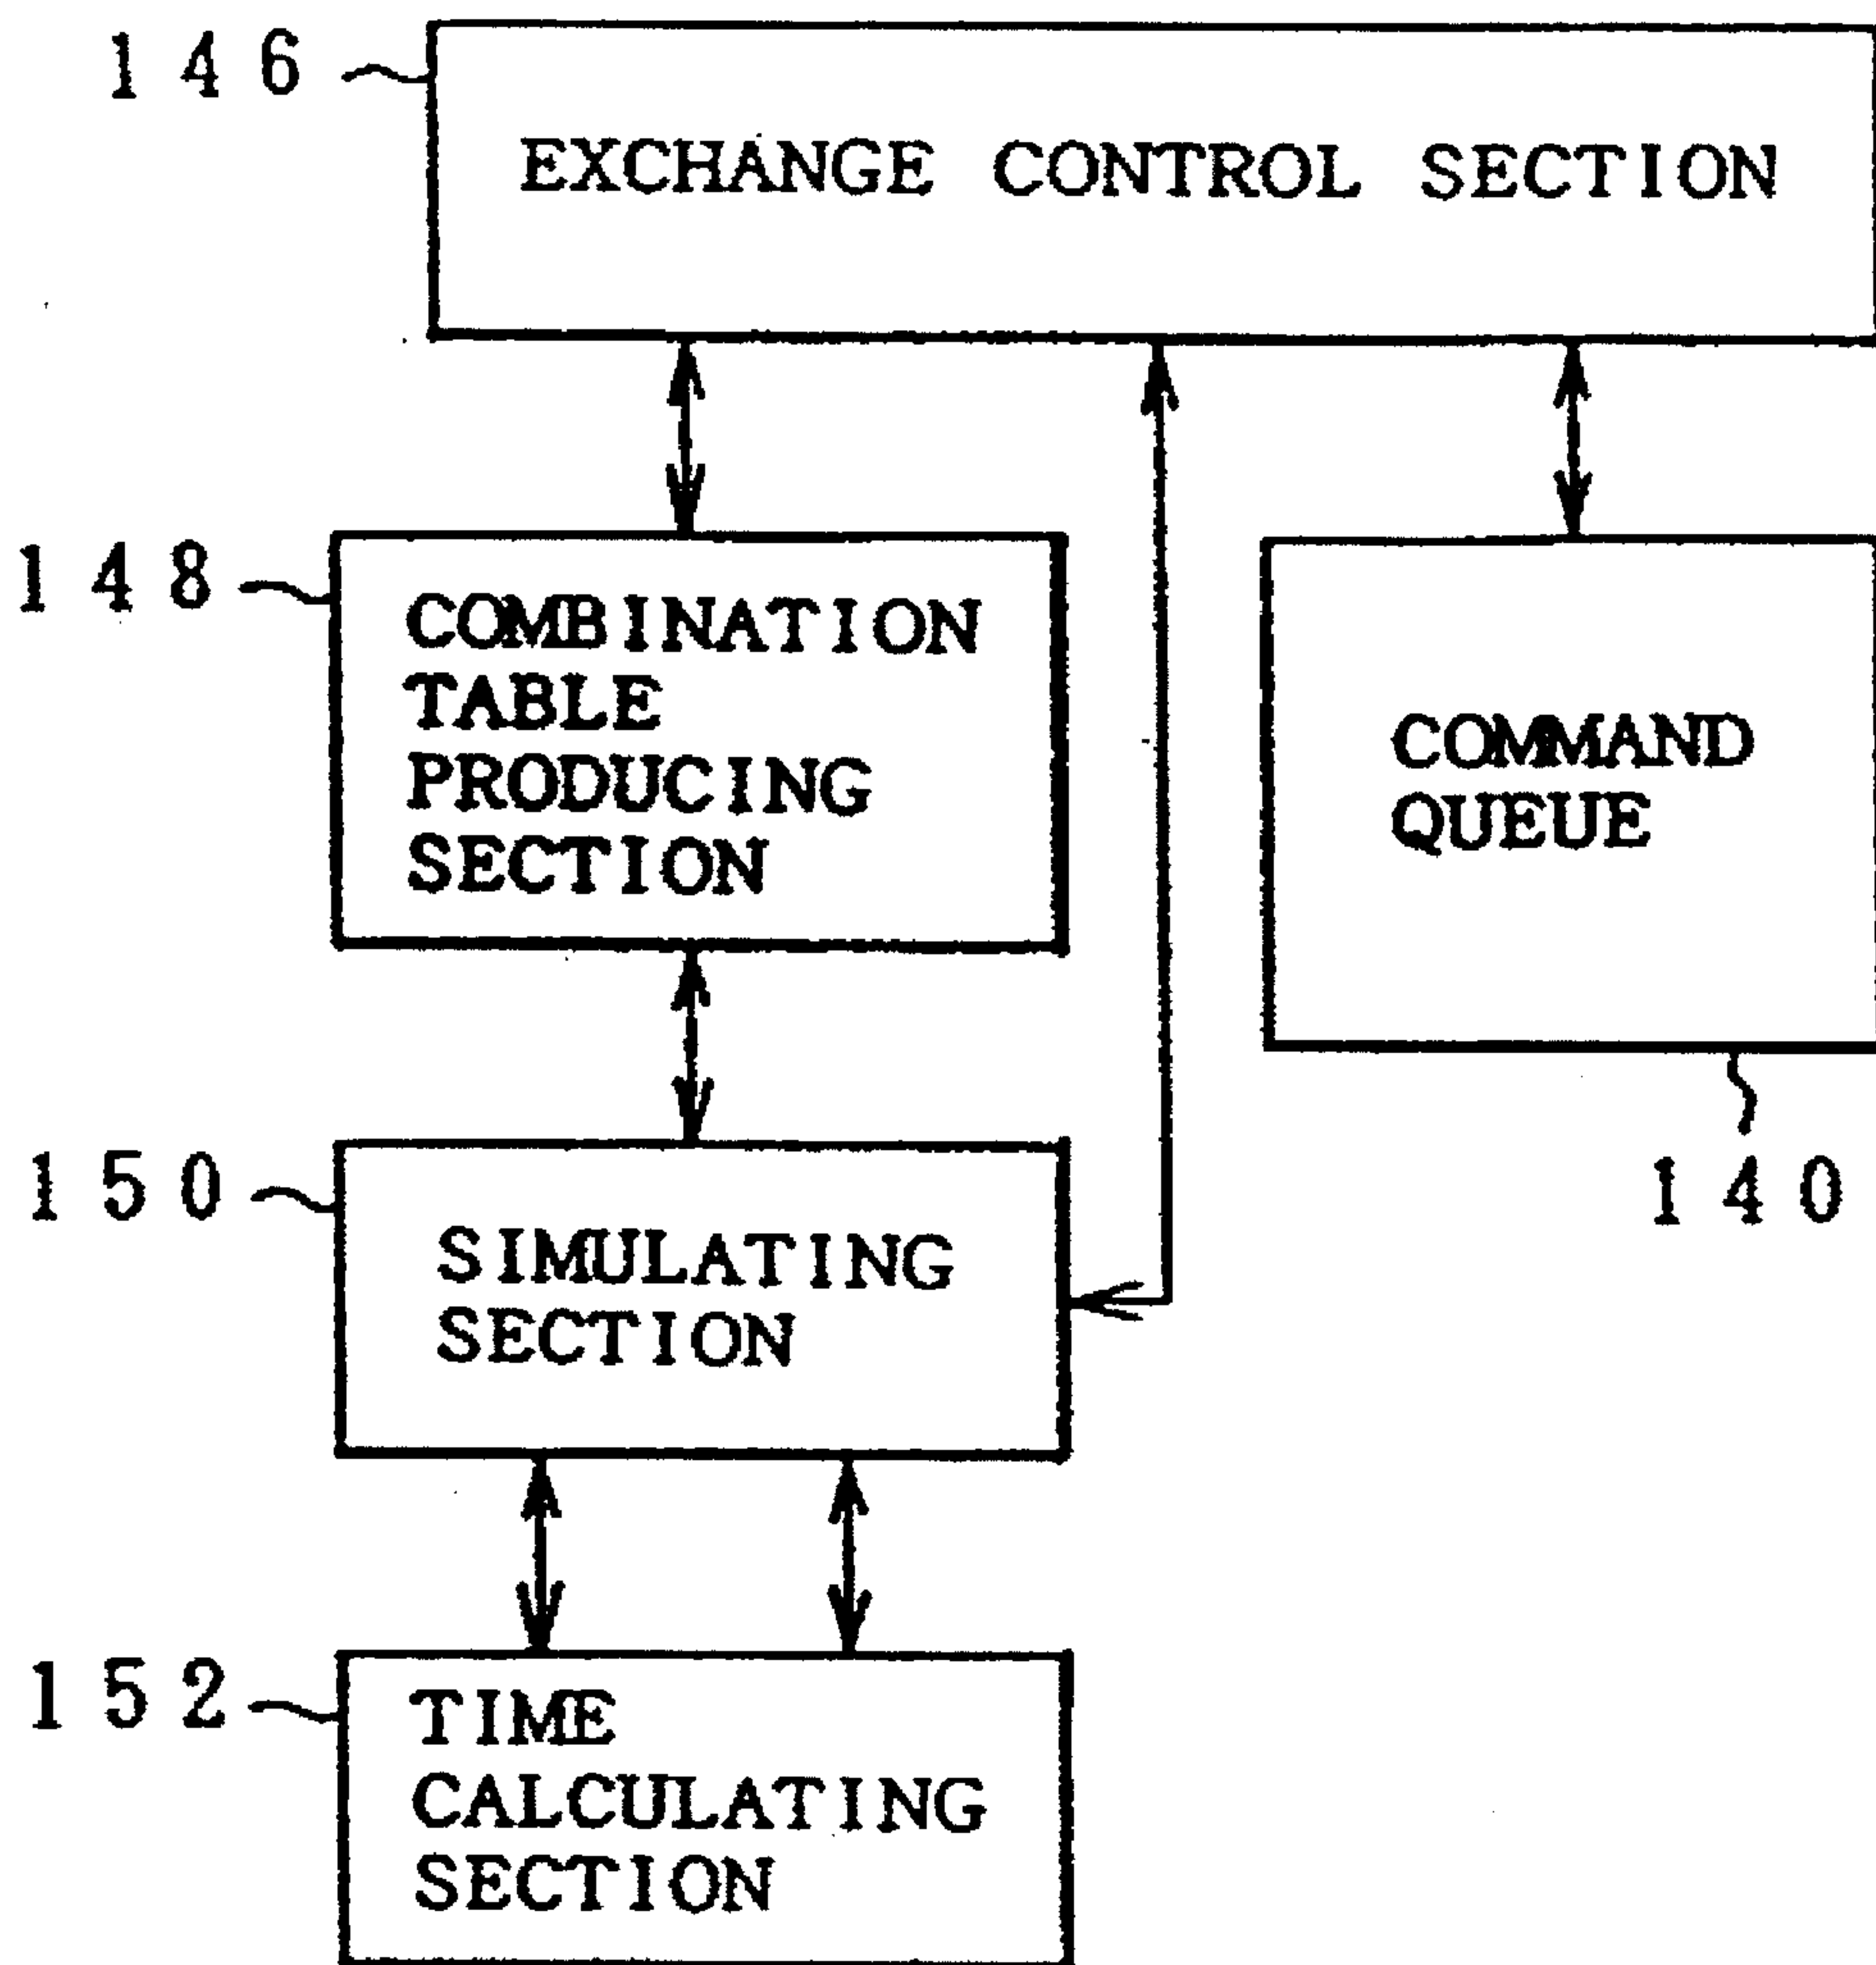 146
EXCHANGE CONTROL SECTION
148
COMBINATION
TABLE
PRODUCING
SECTION
COMMAND
QUEUE
140
150
SIMULATING
SECTION
152
TIME
CALCULATING
SECTION